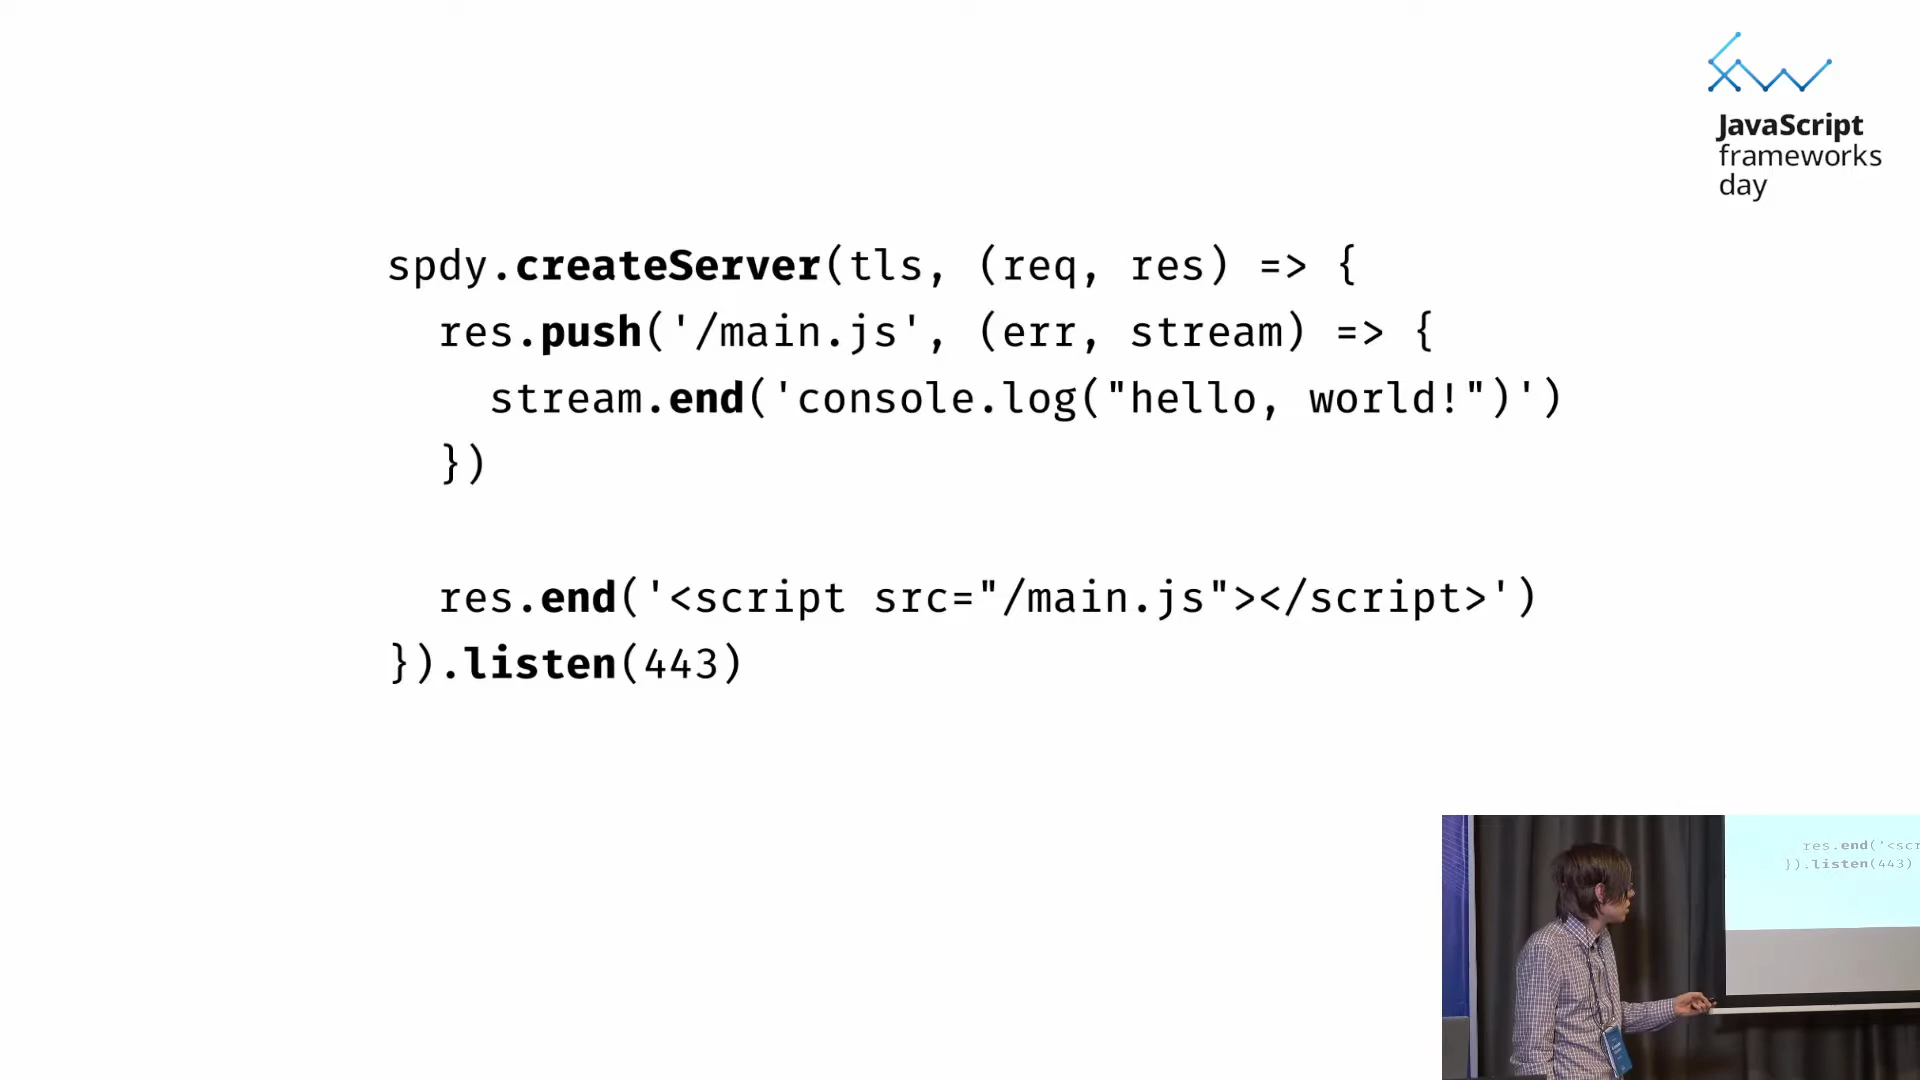 JavaScript
frameworks
day
spdy.createServer(tls, (req, res) => {
  res.push('/main.js', (err, stream) => {
    stream.end('console.log("hello, world!")')
  })
  res.end('<script src="/main.js"></script>')
}).listen(443)
res.end('<scr
}).listen(443)